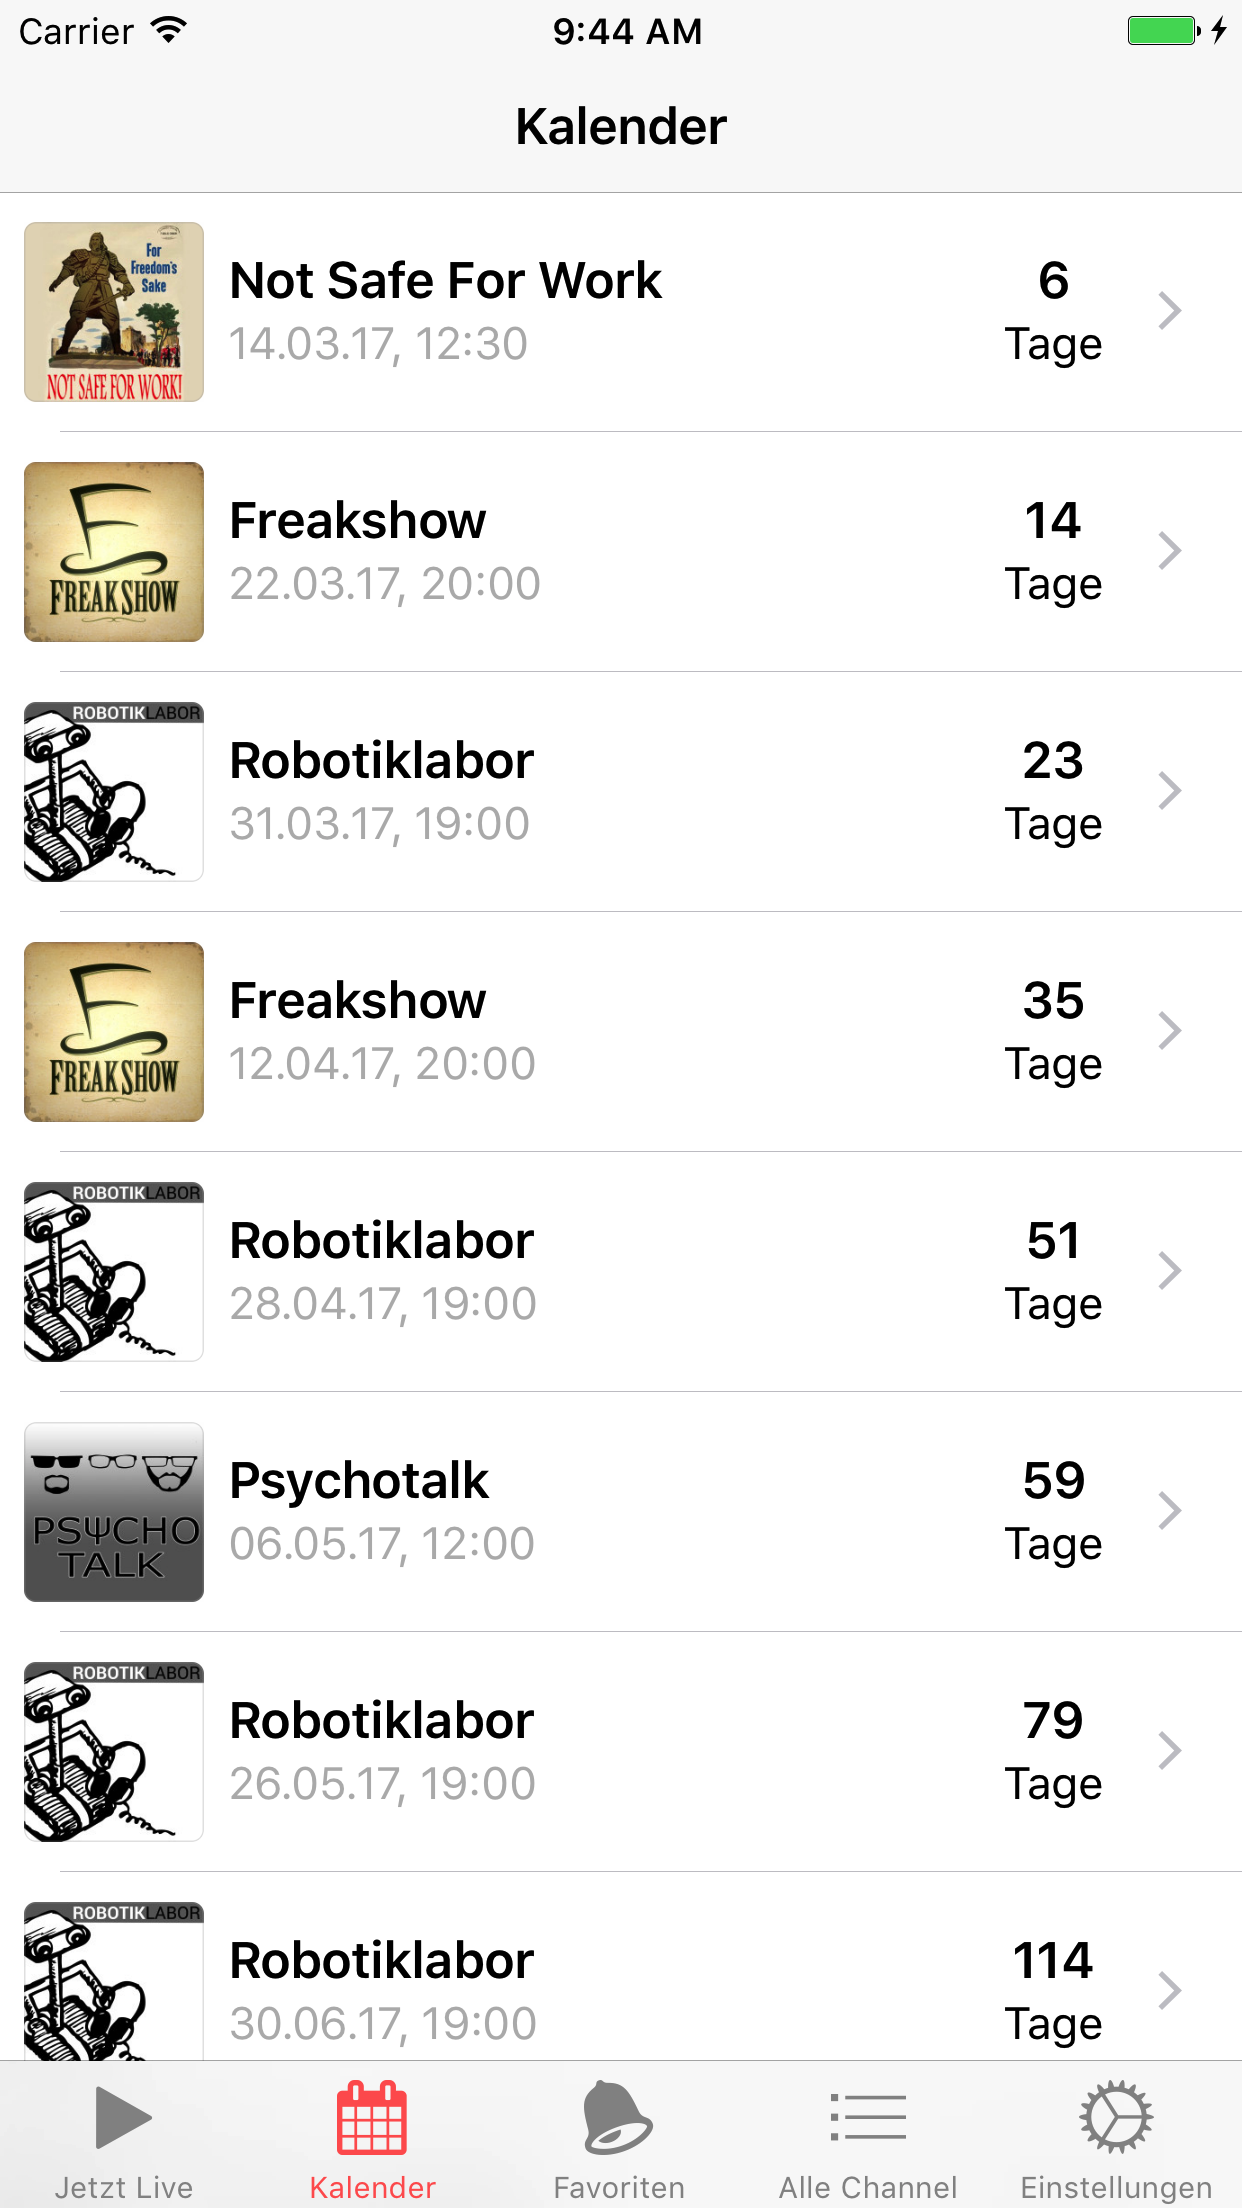 Carrier 9:44 AM
Kalender
For
Freedom's
Sake
NOT SAFE FOR WORK!
Not Safe For Work
14.03.17, 12:30
6
Tage
FREAK SHOW
Freakshow
22.03.17, 20:00
14
Tage
ROBOTIKLABOR
Robotiklabor
31.03.17, 19:00
23
Tage
FREAK SHOW
Freakshow
12.04.17, 20:00
35
Tage
ROBOTIKLABOR
Robotiklabor
28.04.17, 19:00
51
Tage
PSΨCHO
TALK
Psychotalk
06.05.17, 12:00
59
Tage
ROBOTIKLABOR
Robotiklabor
26.05.17, 19:00
79
Tage
ROBOTIKLABOR
Robotiklabor
30.06.17, 19:00
114
Tage
Jetzt Live Kalender Favoriten Alle Channel Einstellungen